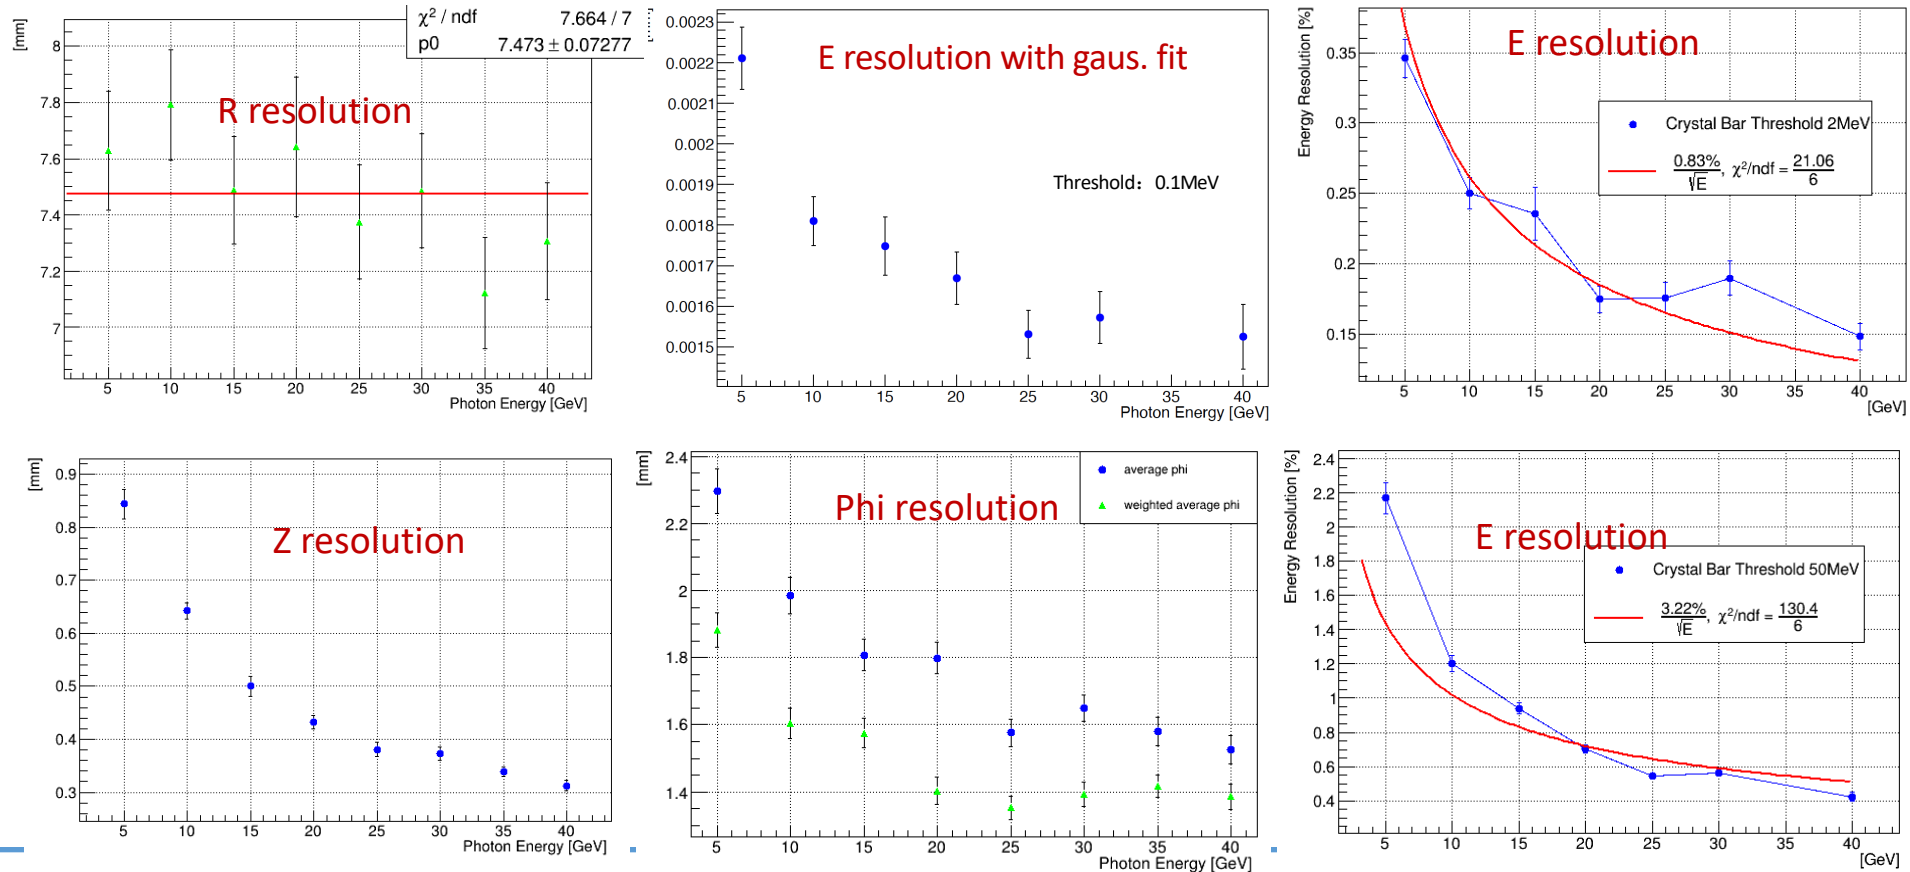 [mm]
χ² / ndf 7.664 / 7
p0 7.473 ± 0.07277
R resolution
8
7.8
7.6
7.4
7.2
7
5 10 15 20 25 30 35 40
Photon Energy [GeV]
E resolution with gaus. fit
Threshold：0.1MeV
0.0023
0.0022
0.0021
0.002
0.0019
0.0018
0.0017
0.0016
0.0015
5 10 15 20 25 30 35 40
Photon Energy [GeV]
Energy Resolution [%]
E resolution
Crystal Bar Threshold 2MeV
0.83%/√E, χ²/ndf = 21.06/6
0.35
0.3
0.25
0.2
0.15
5 10 15 20 25 30 35 40
[GeV]
[mm]
Z resolution
0.9
0.8
0.7
0.6
0.5
0.4
0.3
5 10 15 20 25 30 35 40
Photon Energy [GeV]
[mm]
Phi resolution
average phi
weighted average phi
2.4
2.2
2
1.8
1.6
1.4
5 10 15 20 25 30 35 40
Photon Energy [GeV]
Energy Resolution [%]
E resolution
Crystal Bar Threshold 50MeV
3.22%/√E, χ²/ndf = 130.4/6
2.4
2.2
2
1.8
1.6
1.4
1.2
1
0.8
0.6
0.4
5 10 15 20 25 30 35 40
[GeV]